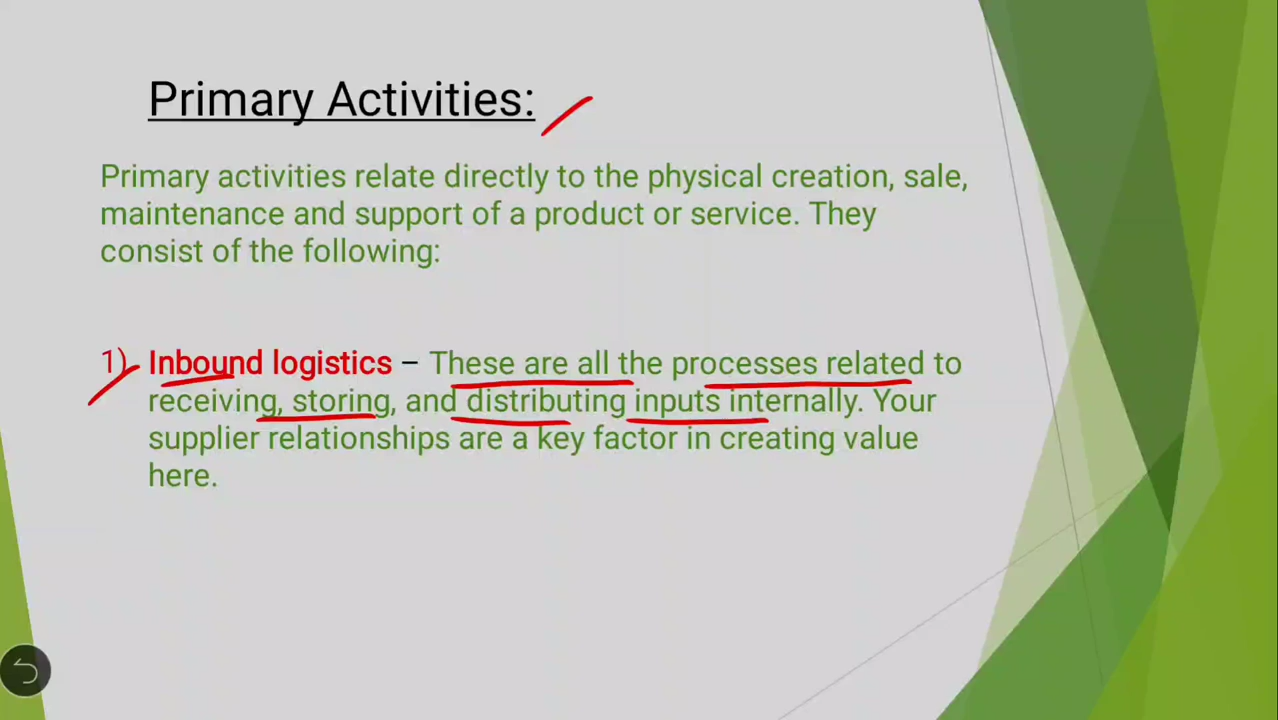 Primary Activities:
Primary activities relate directly to the physical creation, sale,
maintenance and support of a product or service. They
consist of the following:
1) Inbound logistics – These are all the processes related to
receiving, storing, and distributing inputs internally. Your
supplier relationships are a key factor in creating value
here.